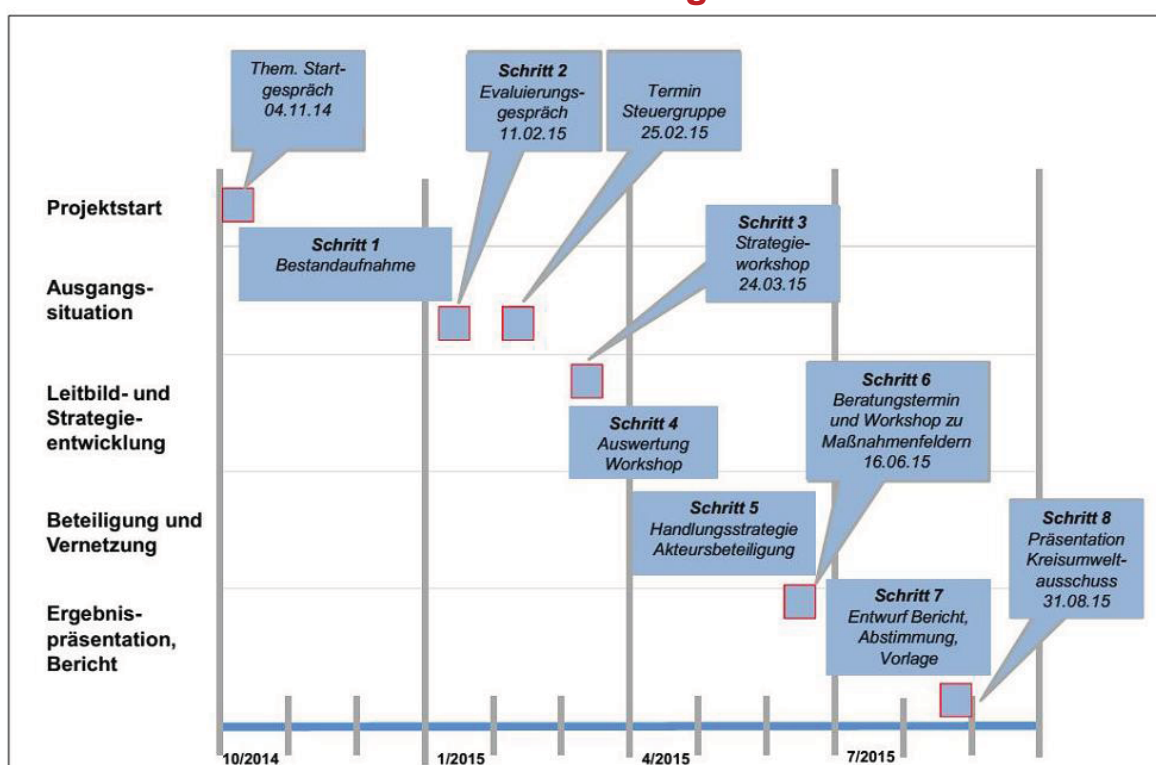 Them. Start-
gespräch
04.11.14
Schritt 2
Evaluierungs-
gespräch
11.02.15
Termin
Steuergruppe
25.02.15
Projektstart
Schritt 1
Bestandaufnahme
Schritt 3
Strategie-
workshop
24.03.15
Ausgangs-
situation
Leitbild- und
Strategie-
entwicklung
Schritt 4
Auswertung
Workshop
Schritt 6
Beratungstermin
und Workshop zu
Maßnahmenfeldern
16.06.15
Beteiligung und
Vernetzung
Schritt 5
Handlungsstrategie
Akteursbeteiligung
Schritt 8
Präsentation
Kreisumwelt-
ausschuss
31.08.15
Ergebnis-
präsentation,
Bericht
Schritt 7
Entwurf Bericht,
Abstimmung,
Vorlage
10/2014
1/2015
4/2015
7/2015